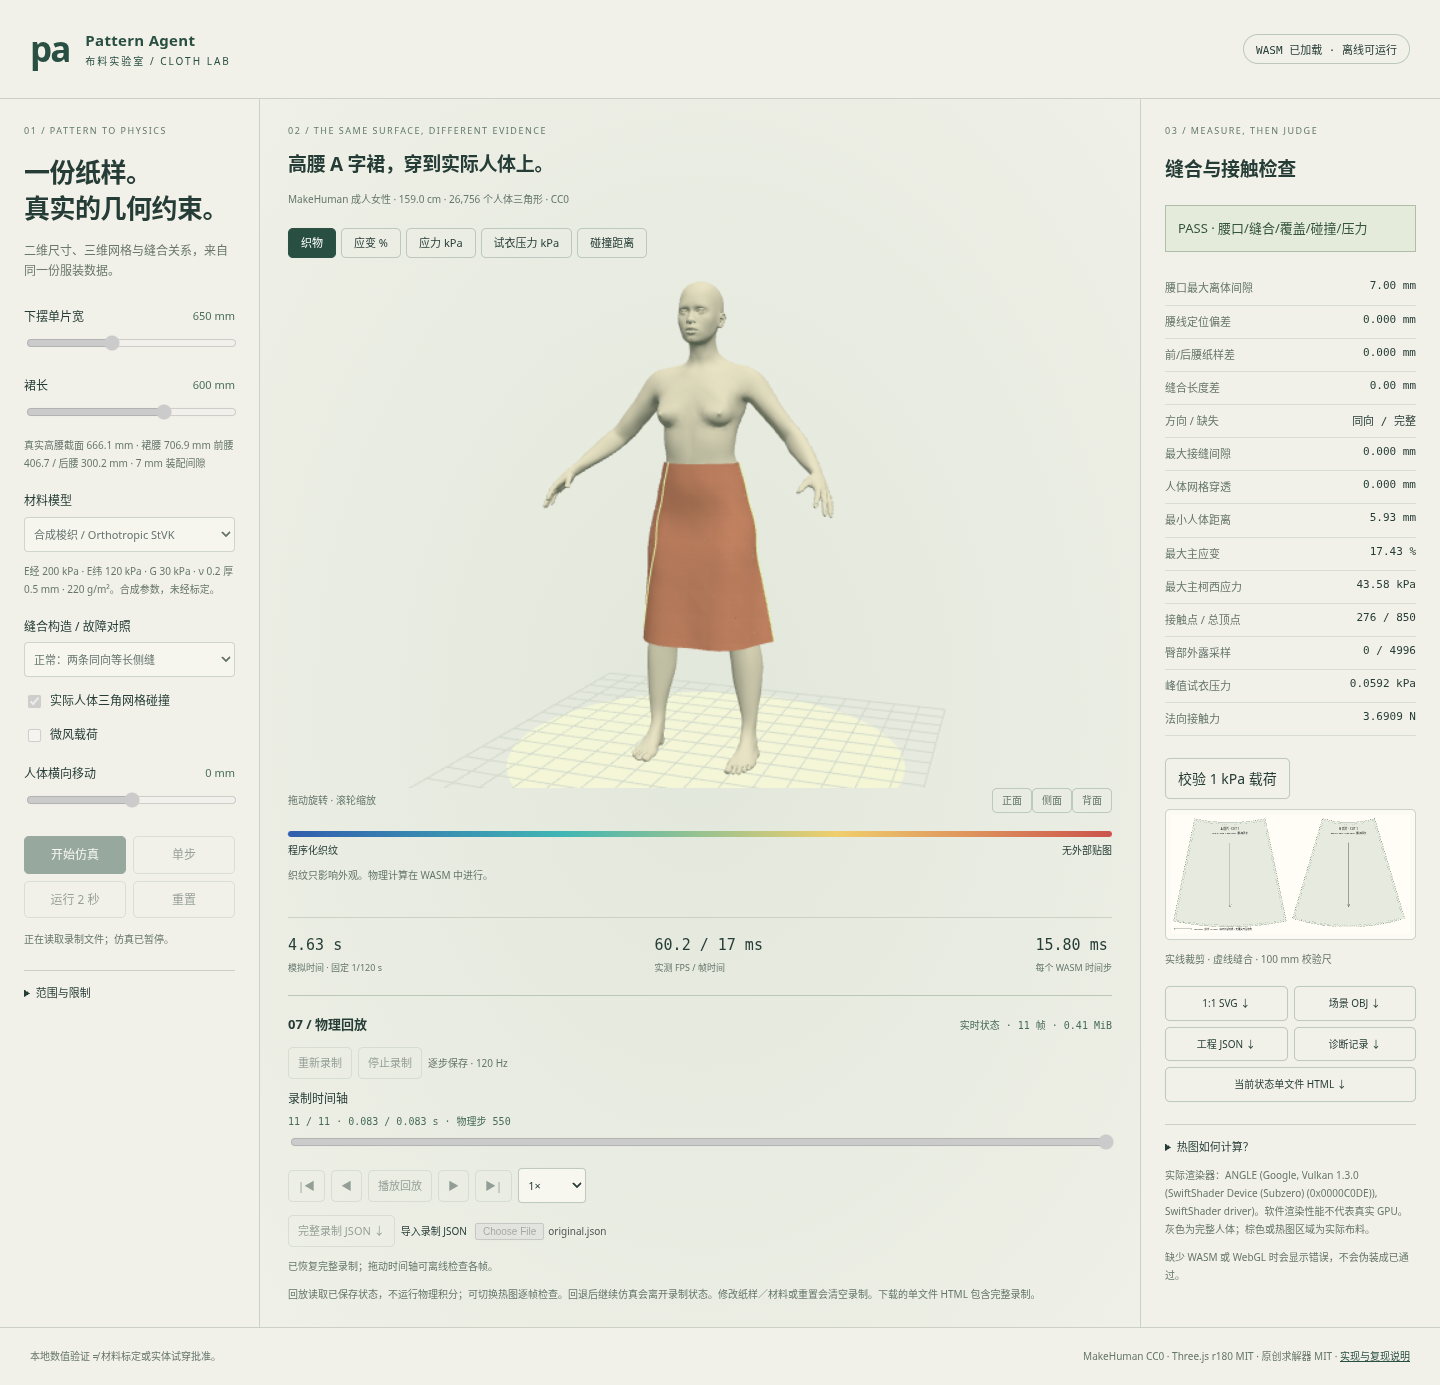 pa
Pattern Agent
布料实验室 / CLOTH LAB
WASM 已加载 · 离线可运行
01 / PATTERN TO PHYSICS
一份纸样。
真实的几何约束。
二维尺寸、三维网格与缝合关系，来自
同一份服装数据。
下摆单片宽 650 mm
裙长 600 mm
真实高腰截面 666.1 mm · 裙腰 706.9 mm 前腰
406.7 / 后腰 300.2 mm · 7 mm 装配间隙
材料模型
合成梭织 / Orthotropic StVK
E经 200 kPa · E纬 120 kPa · G 30 kPa · ν 0.2 厚
0.5 mm · 220 g/m²。合成参数，未经标定。
缝合构造 / 故障对照
正常：两条同向等长侧缝
实际人体三角网格碰撞
微风载荷
人体横向移动 0 mm
开始仿真 单步
运行 2 秒 重置
正在读取录制文件；仿真已暂停。
范围与限制
02 / THE SAME SURFACE, DIFFERENT EVIDENCE
高腰 A 字裙，穿到实际人体上。
MakeHuman 成人女性 · 159.0 cm · 26,756 个人体三角形 · CC0
织物 应变 % 应力 kPa 试衣压力 kPa 碰撞距离
拖动旋转 · 滚轮缩放 正面 侧面 背面
程序化织纹 无外部贴图
织纹只影响外观。物理计算在 WASM 中进行。
4.63 s 60.2 / 17 ms 15.80 ms
模拟时间 · 固定 1/120 s 实测 FPS / 帧时间 每个 WASM 时间步
07 / 物理回放 实时状态 · 11 帧 · 0.41 MiB
重新录制 停止录制 逐步保存 · 120 Hz
录制时间轴
11 / 11 · 0.083 / 0.083 s · 物理步 550
|◀ ◀ 播放回放 ▶ ▶| 1×
完整录制 JSON ↓ 导入录制 JSON Choose File original.json
已恢复完整录制；拖动时间轴可离线检查各帧。
回放读取已保存状态，不运行物理积分；可切换热图逐帧检查。回退后继续仿真会离开录制状态。修改纸样／材料或重置会清空录制。下载的单文件 HTML 包含完整录制。
03 / MEASURE, THEN JUDGE
缝合与接触检查
PASS · 腰口/缝合/覆盖/碰撞/压力
腰口最大离体间隙 7.00 mm
腰线定位偏差 0.000 mm
前/后腰纸样差 0.000 mm
缝合长度差 0.00 mm
方向 / 缺失 同向 / 完整
最大接缝间隙 0.000 mm
人体网格穿透 0.000 mm
最小人体距离 5.93 mm
最大主应变 17.43 %
最大主柯西应力 43.58 kPa
接触点 / 总顶点 276 / 850
臀部外露采样 0 / 4996
峰值试衣压力 0.0592 kPa
法向接触力 3.6909 N
校验 1 kPa 载荷
实线裁剪 · 虚线缝合 · 100 mm 校验尺
1:1 SVG ↓ 场景 OBJ ↓
工程 JSON ↓ 诊断记录 ↓
当前状态单文件 HTML ↓
热图如何计算？
实际渲染器：ANGLE (Google, Vulkan 1.3.0
(SwiftShader Device (Subzero) (0x0000C0DE)),
SwiftShader driver)。软件渲染性能不代表真实 GPU。
灰色为完整人体；棕色或热图区域为实际布料。
缺少 WASM 或 WebGL 时会显示错误，不会伪装成已通
过。
本地数值验证 ≠ 材料标定或实体试穿批准。
MakeHuman CC0 · Three.js r180 MIT · 原创求解器 MIT · 实现与复现说明